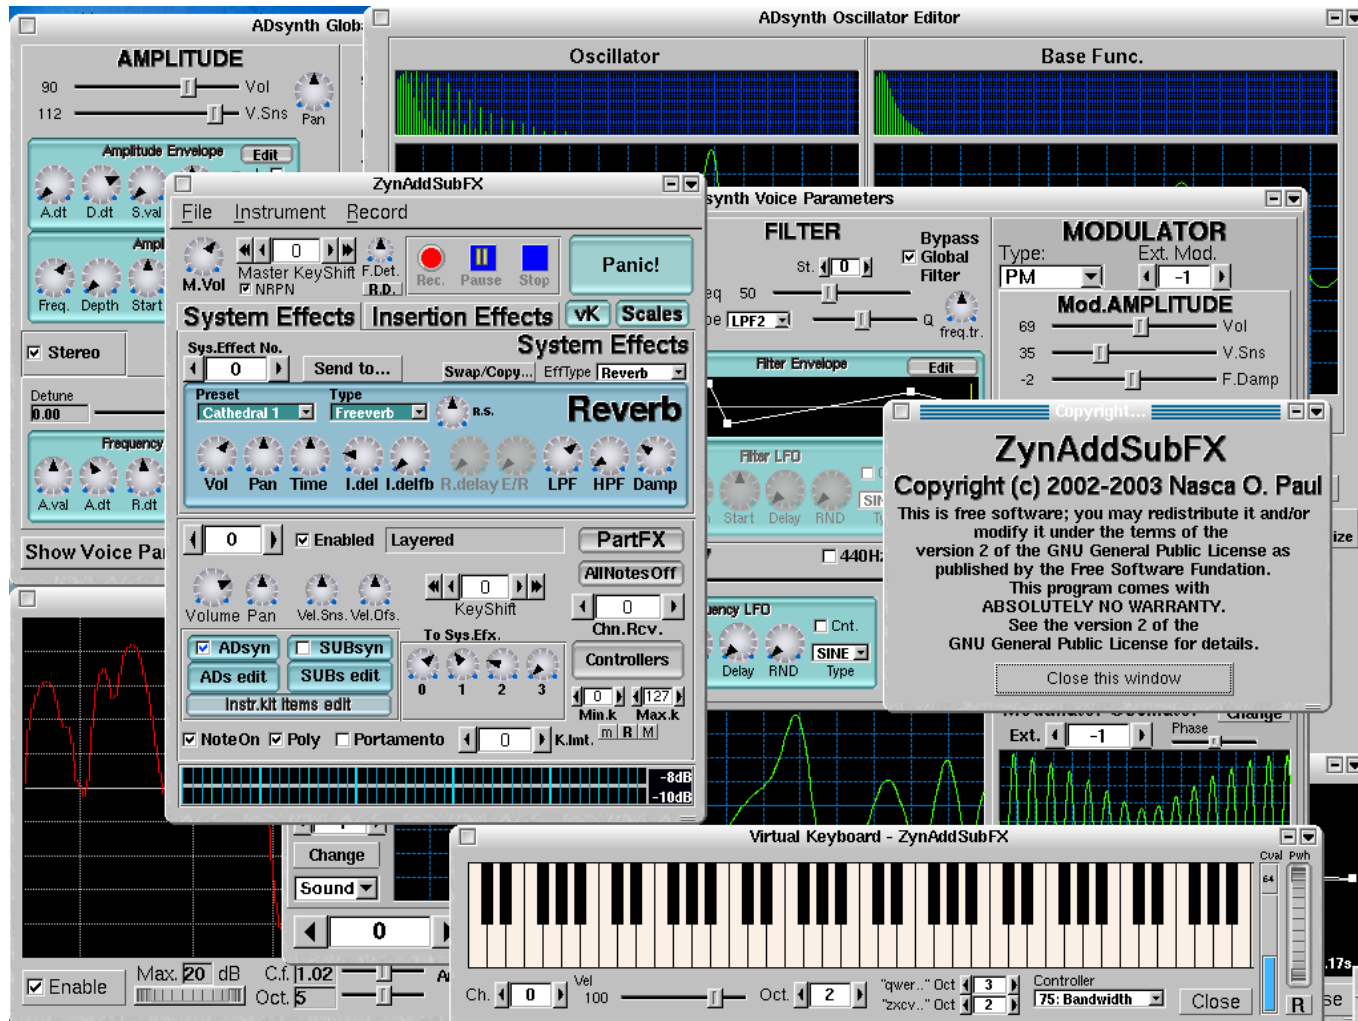 ADsynth Glob
ADsynth Oscillator Editor
AMPLITUDE
90 Vol
112 V.Sns
Pan
Amplitude Envelope Edit
A.dt D.dt S.val
Ampl
Freq. Depth Start
Stereo
Detune
0.00
Frequency
A.val A.dt R.dt
Show Voice Par
Oscillator
Base Func.
ZynAddSubFX
File Instrument Record
M.Vol
0
Master KeyShift
NRPN
F.Det.
R.D.
Rec. Pause Stop
Panic!
System Effects Insertion Effects vK Scales
Sys.Effect No.
0
Send to...
System Effects
Swap/Copy... EffType Reverb
Preset Type
Cathedral 1 Freeverb R.S. Reverb
Vol Pan Time I.del I.delfb R.delay E/R LPF HPF Damp
0 Enabled Layered PartFX
AllNotesOff
Volume Pan Vel.Sns. Vel.Ofs.
0
KeyShift
0
Chn.Rcv.
ADsyn SUBsyn
ADs edit SUBs edit
Instr.kit items edit
To Sys.Efx.
0 1 2 3
Controllers
0 127
Min.k Max.k
m R M
NoteOn Poly Portamento 0 K.lmt.
-8dB
-10dB
synth Voice Parameters
FILTER
St. 0
Bypass
Global
Filter
eq 50
pe LPF2 Q
freq.tr.
Filter Envelope Edit
Filter LFO
Start Delay RND
SIN
440Hz
uency LFO
Cnt.
SINE
Delay RND Type
MODULATOR
Type: Ext. Mod.
PM -1
Mod.AMPLITUDE
69 Vol
35 V.Sns
-2 F.Damp
Copyright...
ZynAddSubFX
Copyright (c) 2002-2003 Nasca O. Paul
This is free software; you may redistribute it and/or
modify it under the terms of the
version 2 of the GNU General Public License as
published by the Free Software Fundation.
This program comes with
ABSOLUTELY NO WARRANTY.
See the version 2 of the
GNU General Public License for details.
Close this window
ize
Change
Ext. -1 Phase
Change
Sound
0
Enable
Max. 20 dB
C.f. 1.02
Oct. 5
Virtual Keyboard - ZynAddSubFX
Cval Pwh
64
Ch. 0
Vel
100
Oct. 2
"qwer.." Oct 3
"zxcv.." Oct 2
Controller
75: Bandwidth
Close
R
.17s
se